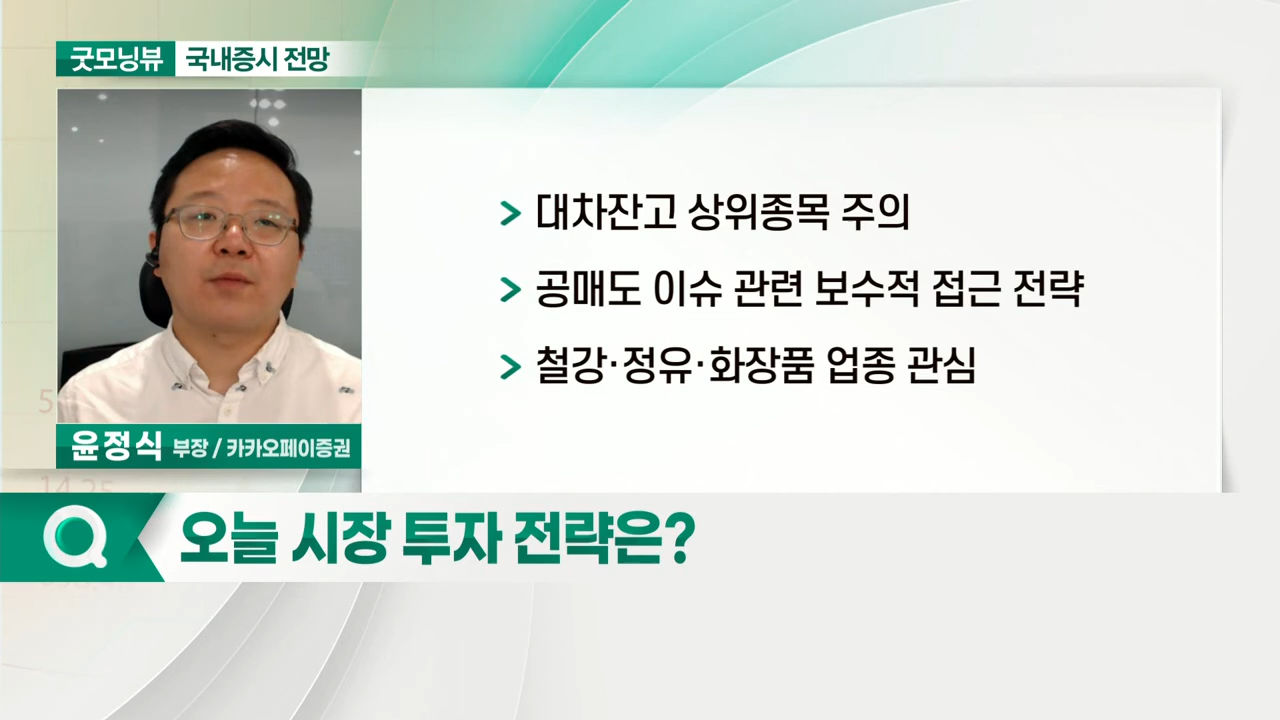 굿모닝뷰 국내증시 전망
> 대차잔고 상위종목 주의
> 공매도 이슈 관련 보수적 접근 전략
> 철강·정유·화장품 업종 관심
윤정식 부장 / 카카오페이증권
Q 오늘 시장 투자 전략은?